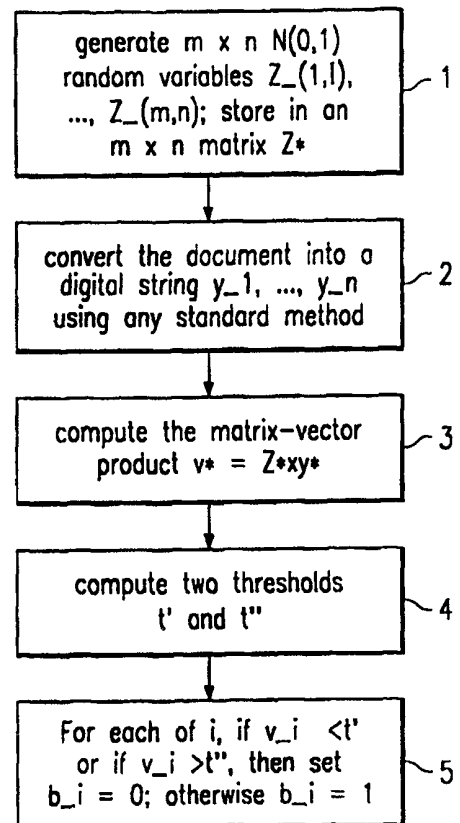 generate m x n N(0,1)
random variables Z_(1,l),
..., Z_(m,n); store in an
m x n matrix Z*
1
convert the document into a
digital string y_1, ..., y_n
using any standard method
2
compute the matrix-vector
product v* = Z*xy*
3
compute two thresholds
t' and t"
4
For each of i, if v_i <t'
or if v_i >t", then set
b_i = 0; otherwise b_i = 1
5